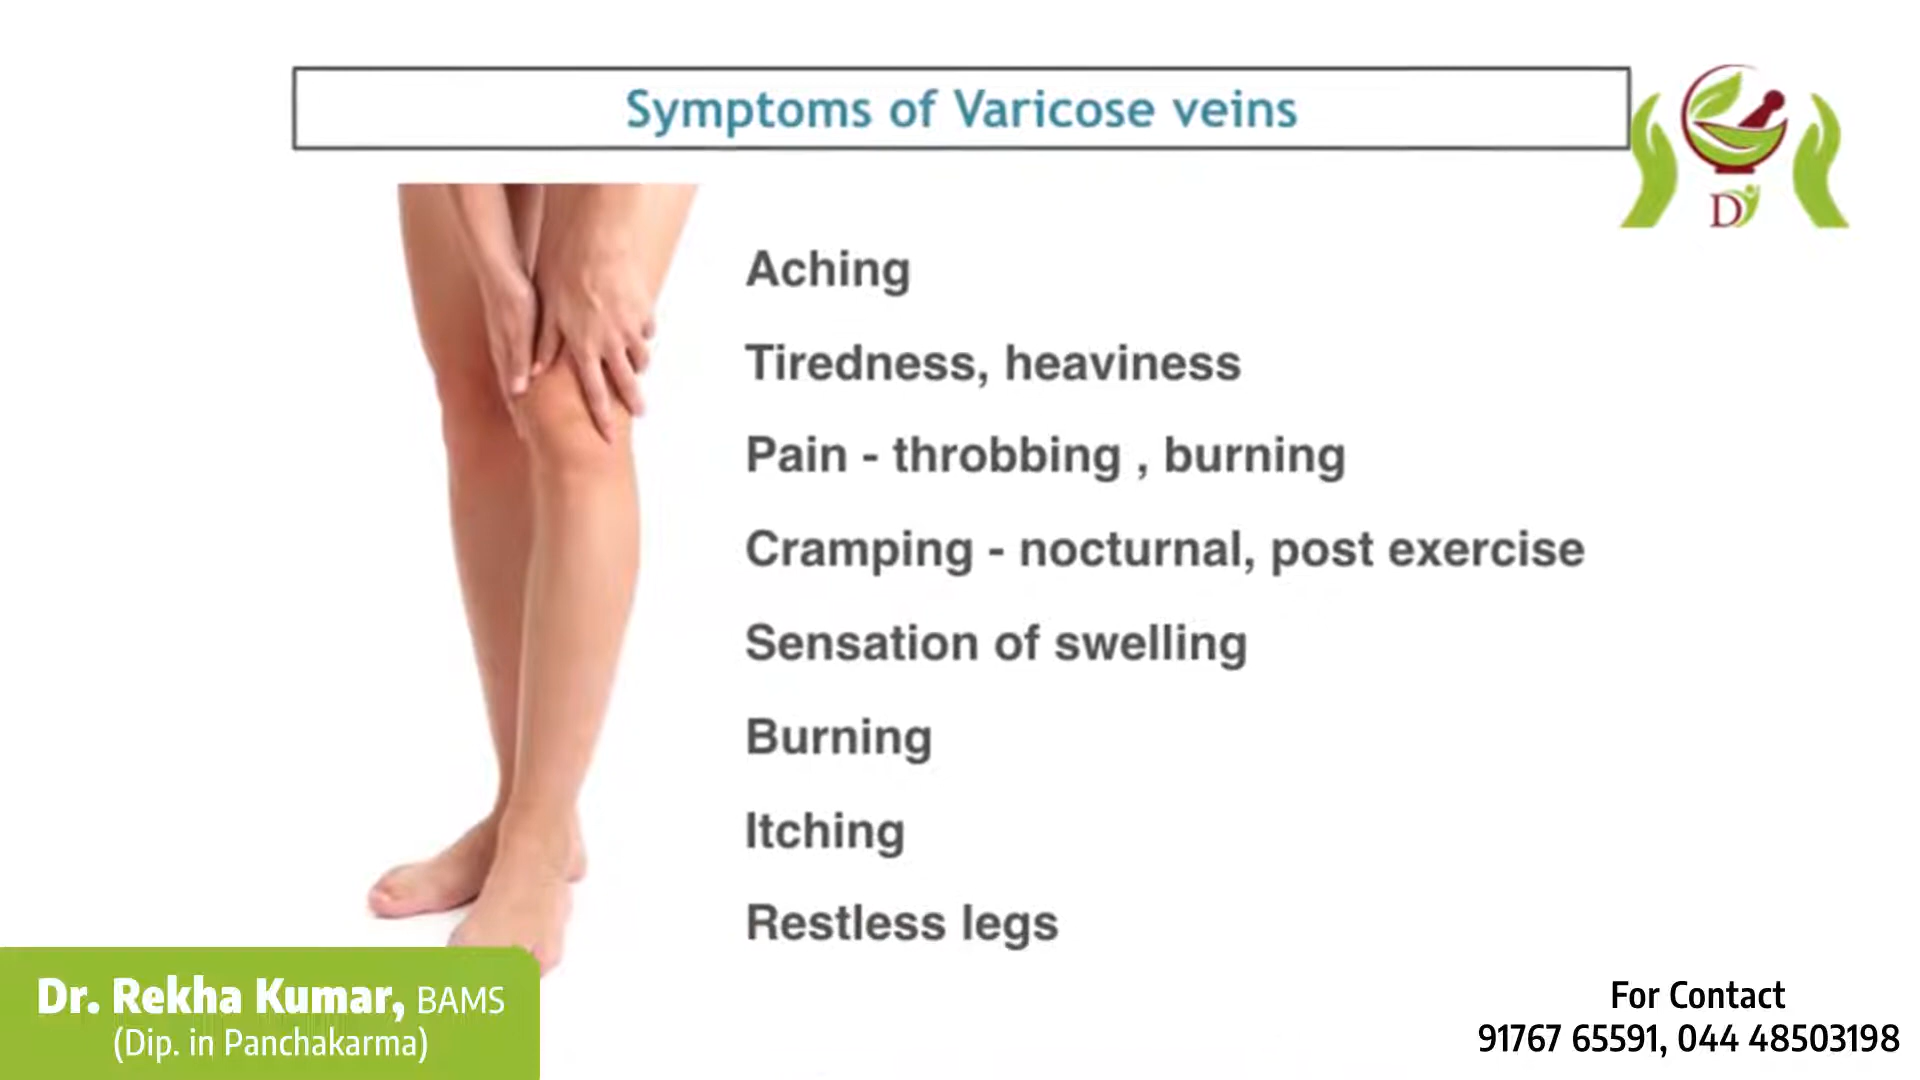 Symptoms of Varicose veins
D
Aching
Tiredness, heaviness
Pain - throbbing , burning
Cramping - nocturnal, post exercise
Sensation of swelling
Burning
Itching
Restless legs
Dr. Rekha Kumar, BAMS
(Dip. in Panchakarma)
For Contact
91767 65591, 044 48503198